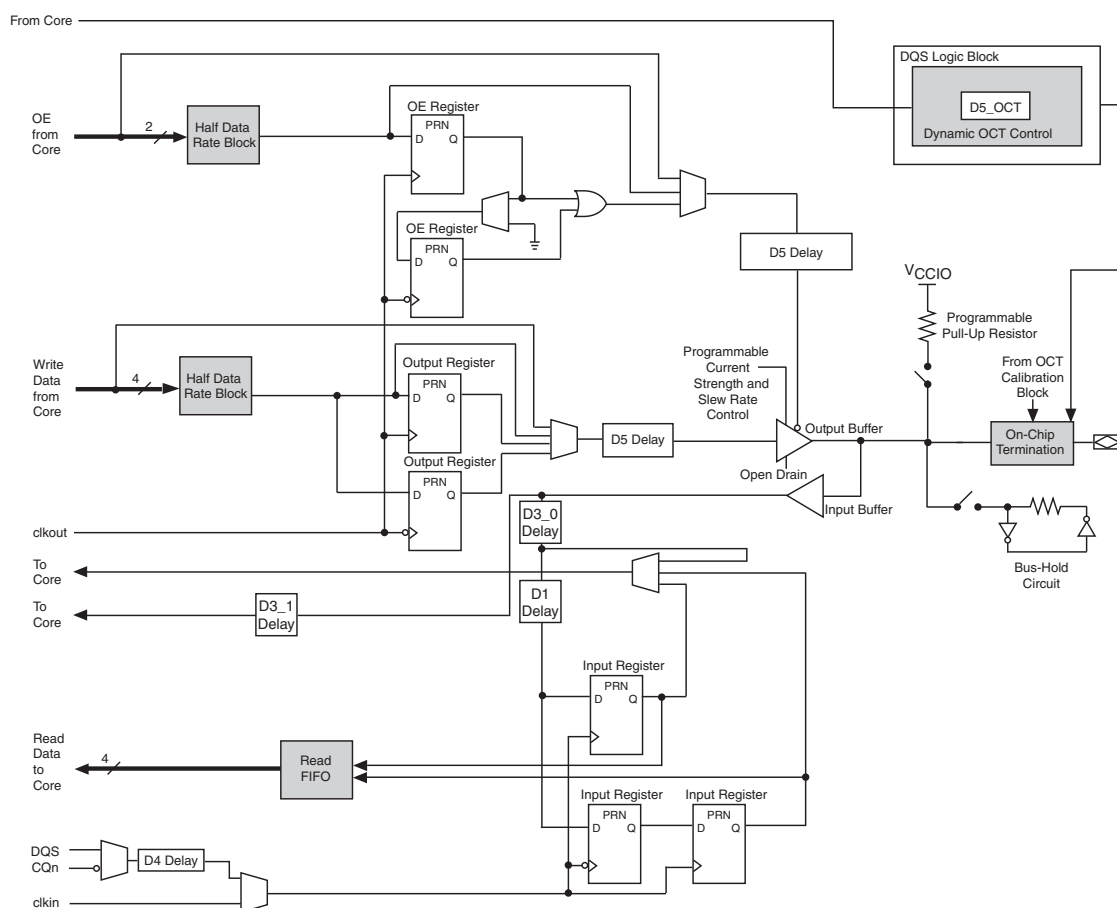 From Core
DQS Logic Block
D5_OCT
Dynamic OCT Control
OE
from
Core
2
Half Data
Rate Block
OE Register
PRN
D
Q
OE Register
PRN
D
Q
D5 Delay
VCCIO
Programmable
Pull-Up Resistor
Write
Data
from
Core
4
Half Data
Rate Block
Output Register
PRN
D
Q
Output Register
PRN
D
Q
D5 Delay
Programmable
Current
Strength and
Slew Rate
Control
Output Buffer
Open Drain
Input Buffer
From OCT
Calibration
Block
On-Chip
Termination
Bus-Hold
Circuit
clkout
To
Core
To
Core
D3_0
Delay
D1
Delay
D3_1
Delay
Input Register
PRN
D
Q
Read
Data
to
Core
4
Read
FIFO
Input Register
PRN
D
Q
Input Register
PRN
D
Q
DQS
CQn
D4 Delay
clkin